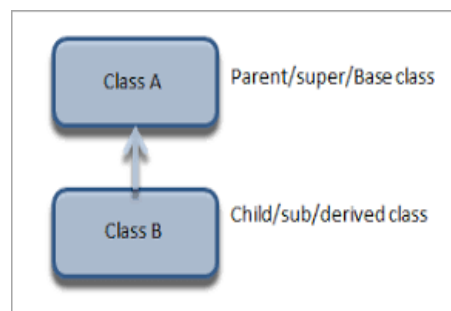 Class A
Parent/super/Base class
Class B
Child/sub/derived class